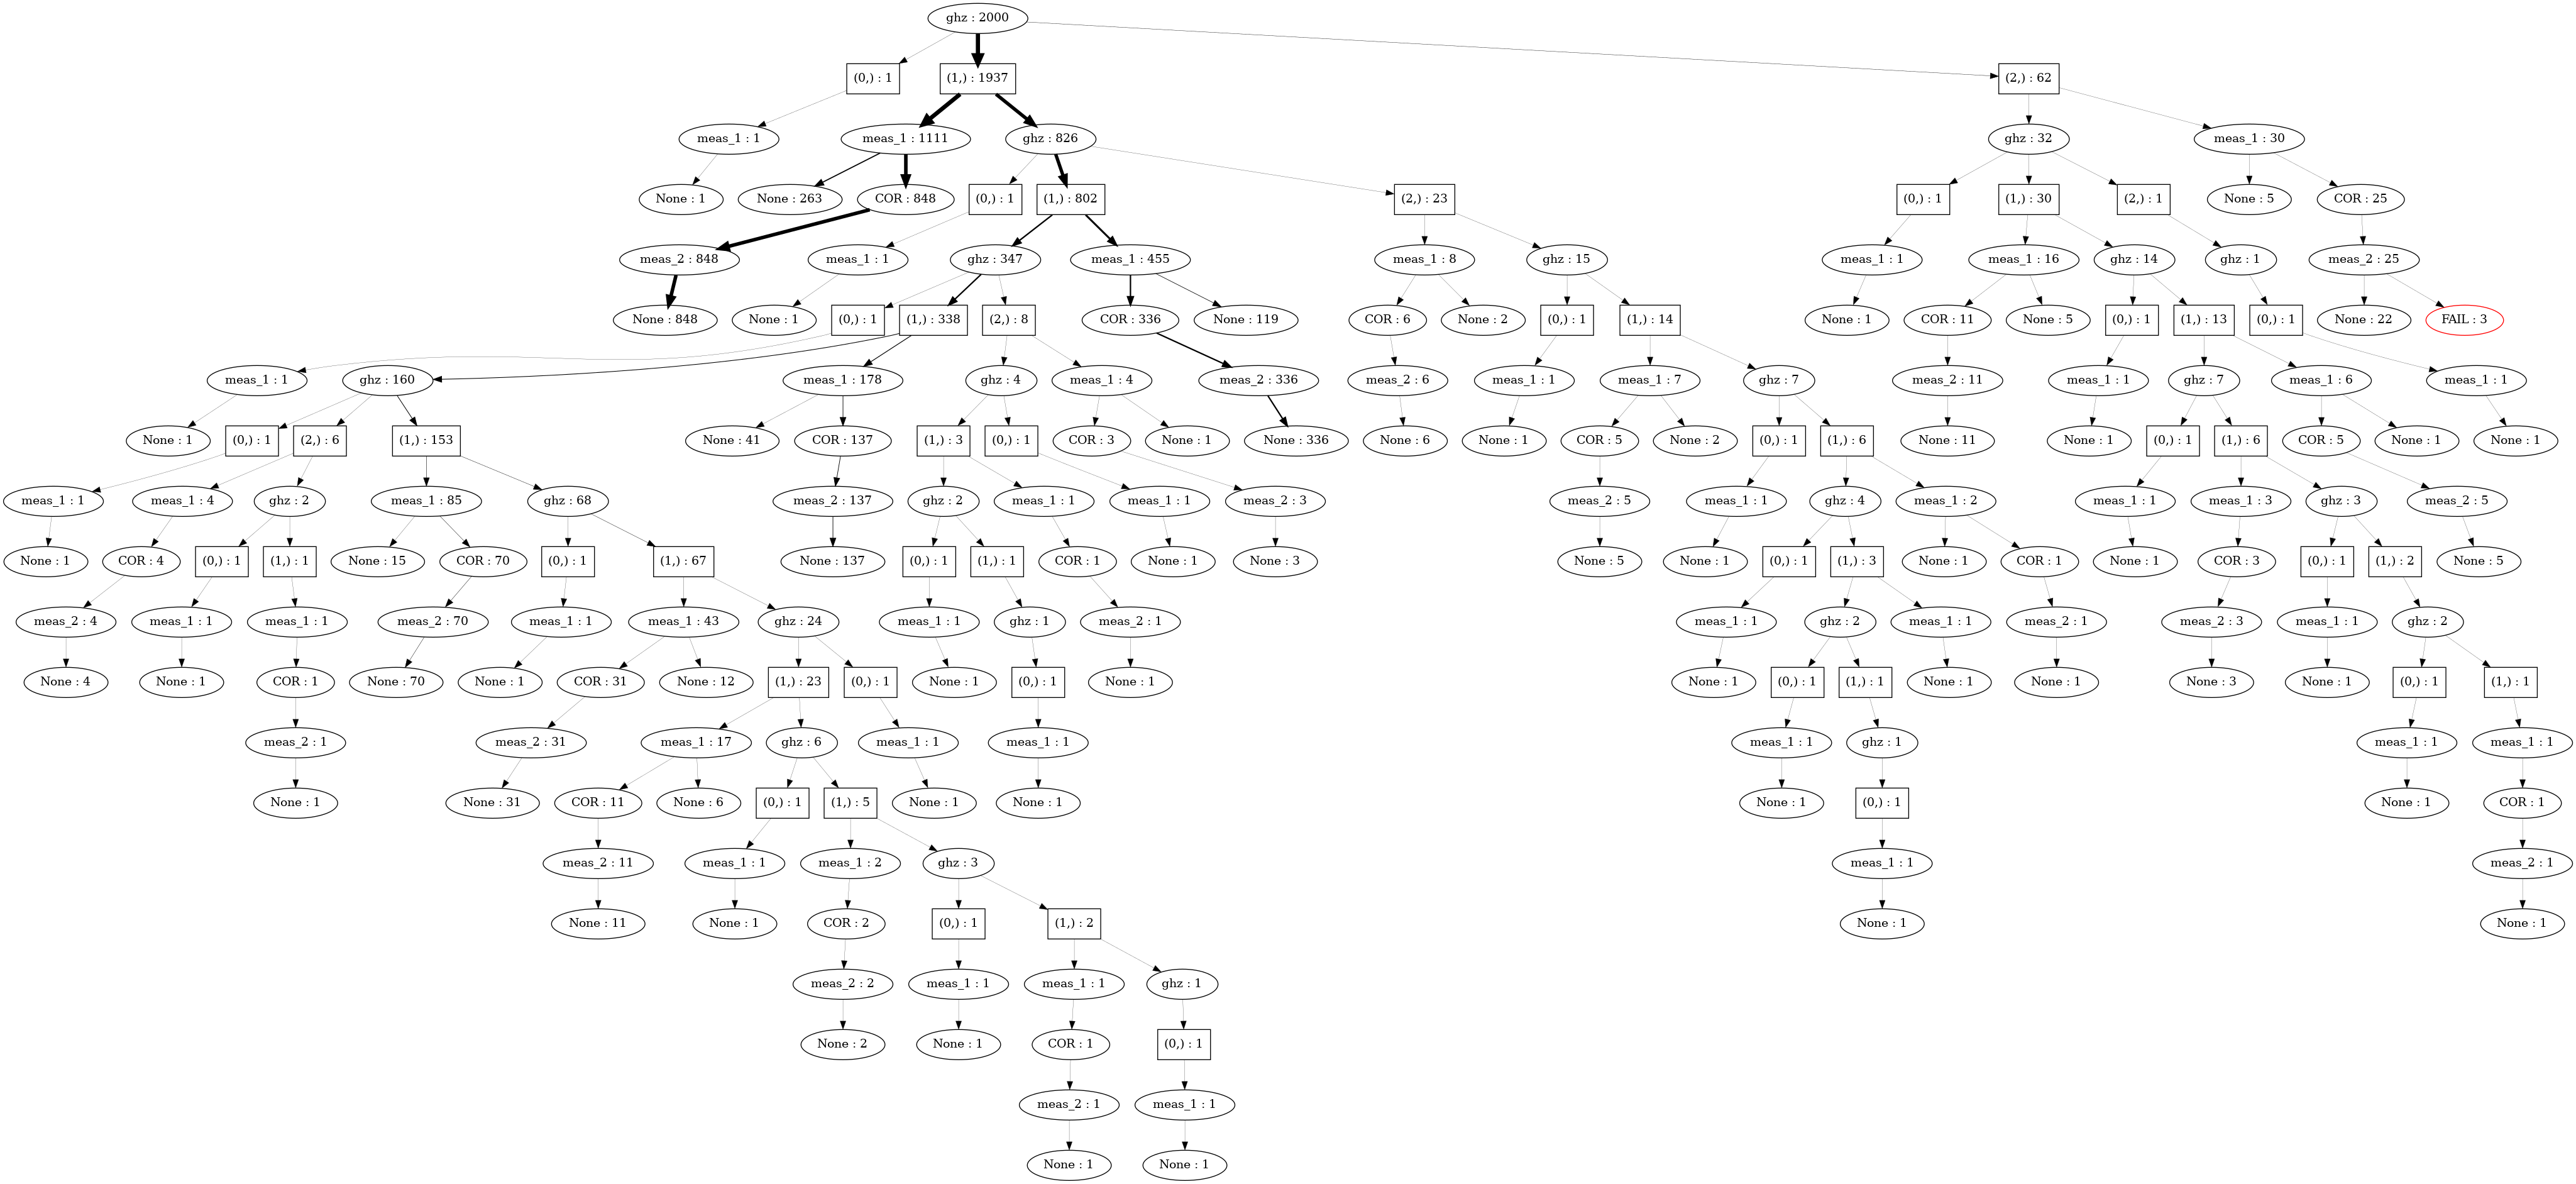 ghz : 2000
(0,) : 1
(1,) : 1937
(2,) : 62
meas_1 : 1
meas_1 : 1111
ghz : 826
ghz : 32
meas_1 : 30
None : 1
None : 263
COR : 848
(0,) : 1
(1,) : 802
(2,) : 23
(0,) : 1
(1,) : 30
(2,) : 1
None : 5
COR : 25
meas_2 : 848
meas_1 : 1
ghz : 347
meas_1 : 455
meas_1 : 8
ghz : 15
meas_1 : 1
meas_1 : 16
ghz : 14
ghz : 1
meas_2 : 25
None : 848
None : 1
(0,) : 1
(1,) : 338
(2,) : 8
COR : 336
None : 119
COR : 6
None : 2
(0,) : 1
(1,) : 14
None : 1
COR : 11
None : 5
(0,) : 1
(1,) : 13
(0,) : 1
None : 22
FAIL : 3
meas_1 : 1
ghz : 160
meas_1 : 178
ghz : 4
meas_1 : 4
meas_2 : 336
meas_2 : 6
meas_1 : 1
meas_1 : 7
ghz : 7
meas_2 : 11
meas_1 : 1
ghz : 7
meas_1 : 6
meas_1 : 1
None : 1
(0,) : 1
(2,) : 6
(1,) : 153
None : 41
COR : 137
(1,) : 3
(0,) : 1
COR : 3
None : 1
None : 336
None : 6
None : 1
COR : 5
None : 2
(0,) : 1
(1,) : 6
None : 11
None : 1
(0,) : 1
(1,) : 6
COR : 5
None : 1
None : 1
meas_1 : 1
meas_1 : 4
ghz : 2
meas_1 : 85
ghz : 68
meas_2 : 137
ghz : 2
meas_1 : 1
meas_1 : 1
meas_2 : 3
meas_2 : 5
meas_1 : 1
ghz : 4
meas_1 : 2
meas_1 : 1
meas_1 : 3
ghz : 3
meas_2 : 5
None : 1
COR : 4
(0,) : 1
(1,) : 1
None : 15
COR : 70
(0,) : 1
(1,) : 67
None : 137
(0,) : 1
(1,) : 1
COR : 1
None : 1
None : 3
None : 5
None : 1
(0,) : 1
(1,) : 3
None : 1
COR : 1
None : 1
COR : 3
(0,) : 1
(1,) : 2
None : 5
meas_2 : 4
meas_1 : 1
meas_1 : 1
meas_2 : 70
meas_1 : 1
meas_1 : 43
ghz : 24
meas_1 : 1
ghz : 1
meas_2 : 1
meas_1 : 1
ghz : 2
meas_1 : 1
meas_2 : 1
meas_2 : 3
meas_1 : 1
ghz : 2
None : 4
None : 1
COR : 1
None : 70
None : 1
COR : 31
None : 12
(1,) : 23
(0,) : 1
None : 1
(0,) : 1
None : 1
None : 1
(0,) : 1
(1,) : 1
None : 1
None : 1
None : 3
None : 1
(0,) : 1
(1,) : 1
meas_2 : 1
meas_2 : 31
meas_1 : 17
ghz : 6
meas_1 : 1
meas_1 : 1
meas_1 : 1
ghz : 1
meas_1 : 1
meas_1 : 1
None : 1
None : 31
COR : 11
None : 6
(0,) : 1
(1,) : 5
None : 1
None : 1
None : 1
(0,) : 1
None : 1
COR : 1
meas_2 : 11
meas_1 : 1
meas_1 : 2
ghz : 3
meas_1 : 1
meas_2 : 1
None : 11
None : 1
COR : 2
(0,) : 1
(1,) : 2
None : 1
None : 1
meas_2 : 2
meas_1 : 1
meas_1 : 1
ghz : 1
None : 2
None : 1
COR : 1
(0,) : 1
meas_2 : 1
meas_1 : 1
None : 1
None : 1